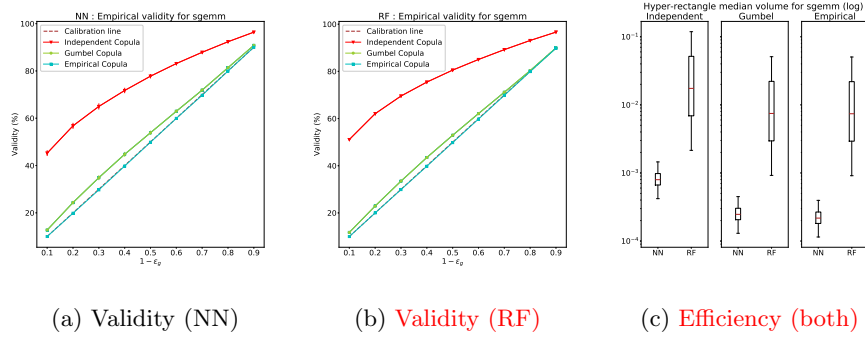 NN : Empirical validity for sgemm
Calibration line
Independent Copula
Gumbel Copula
Empirical Copula
100
80
60
40
20
Validity (%)
0.1 0.2 0.3 0.4 0.5 0.6 0.7 0.8 0.9
1 − ϵg
RF : Empirical validity for sgemm
Calibration line
Independent Copula
Gumbel Copula
Empirical Copula
100
80
60
40
20
Validity (%)
0.1 0.2 0.3 0.4 0.5 0.6 0.7 0.8 0.9
1 − ϵg
Hyper-rectangle median volume for sgemm (log)
Independent Gumbel Empirical
10⁻¹
10⁻²
10⁻³
10⁻⁴
NN RF NN RF NN RF
(a) Validity (NN) (b) Validity (RF) (c) Efficiency (both)